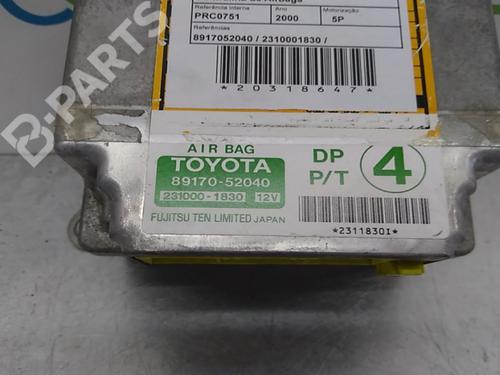 Referência Interna Ano Motorização
PRC0751 2000 5P
Referências
8917052040 / 2310001830 /
*20318647*
B-PARTS
AIR BAG
TOYOTA
89170-52040
231000-1830 12V
FUJITSU TEN LIMITED JAPAN
DP
P/T
4
*2311830I*